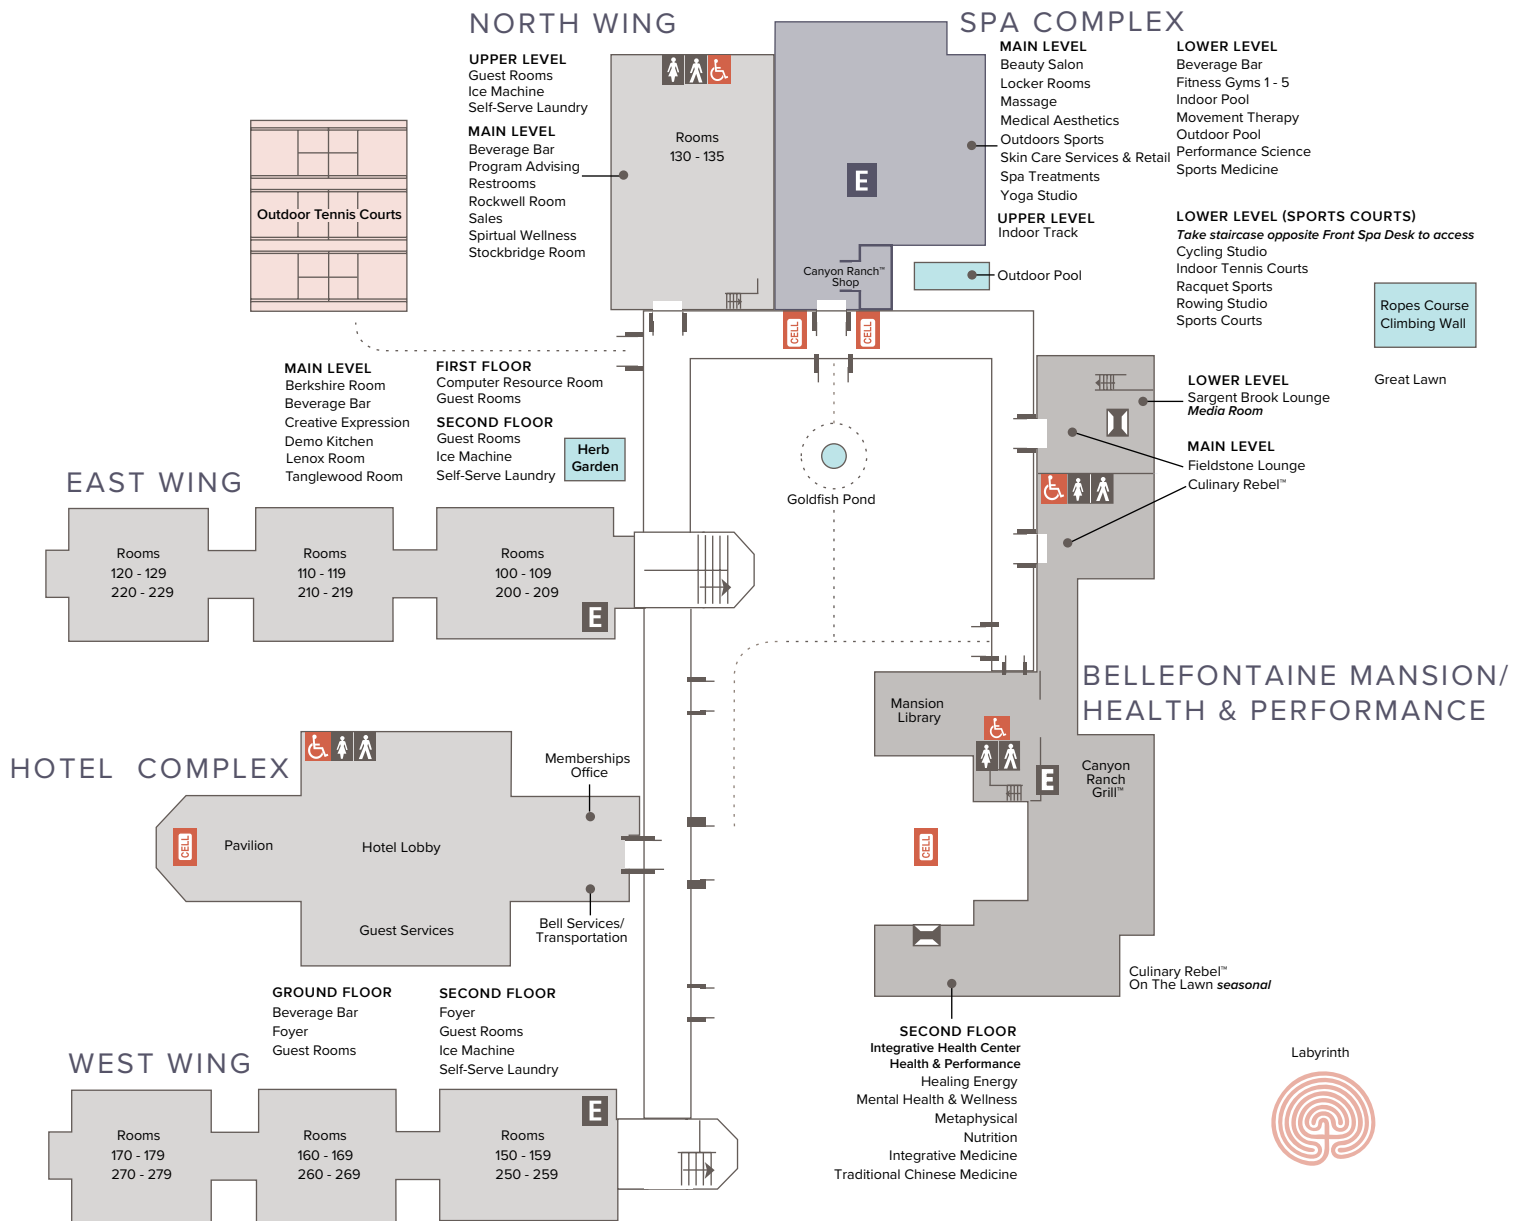 NORTH WING
UPPER LEVEL
Guest Rooms
Ice Machine
Self-Serve Laundry
MAIN LEVEL
Beverage Bar
Program Advising
Restrooms
Rockwell Room
Sales
Spirtual Wellness
Stockbridge Room
Rooms
130 - 135
SPA COMPLEX
MAIN LEVEL
Beauty Salon
Locker Rooms
Massage
Medical Aesthetics
Outdoors Sports
Skin Care Services & Retail
Spa Treatments
Yoga Studio
UPPER LEVEL
Indoor Track
LOWER LEVEL
Beverage Bar
Fitness Gyms 1 - 5
Indoor Pool
Movement Therapy
Outdoor Pool
Performance Science
Sports Medicine
LOWER LEVEL (SPORTS COURTS)
Take staircase opposite Front Spa Desk to access
Cycling Studio
Indoor Tennis Courts
Racquet Sports
Rowing Studio
Sports Courts
E
Canyon Ranch™
Shop
Outdoor Pool
CELL
CELL
Outdoor Tennis Courts
Ropes Course
Climbing Wall
Great Lawn
MAIN LEVEL
Berkshire Room
Beverage Bar
Creative Expression
Demo Kitchen
Lenox Room
Tanglewood Room
FIRST FLOOR
Computer Resource Room
Guest Rooms
SECOND FLOOR
Guest Rooms
Ice Machine
Self-Serve Laundry
Herb
Garden
EAST WING
Rooms
120 - 129
220 - 229
Rooms
110 - 119
210 - 219
Rooms
100 - 109
200 - 209
E
Goldfish Pond
LOWER LEVEL
Sargent Brook Lounge
Media Room
MAIN LEVEL
Fieldstone Lounge
Culinary Rebel™
BELLEFONTAINE MANSION/
HEALTH & PERFORMANCE
Mansion
Library
E
Canyon
Ranch
Grill™
CELL
HOTEL COMPLEX
Memberships
Office
CELL
Pavilion
Hotel Lobby
Guest Services
Bell Services/
Transportation
Culinary Rebel™
On The Lawn seasonal
GROUND FLOOR
Beverage Bar
Foyer
Guest Rooms
SECOND FLOOR
Foyer
Guest Rooms
Ice Machine
Self-Serve Laundry
WEST WING
E
Rooms
170 - 179
270 - 279
Rooms
160 - 169
260 - 269
Rooms
150 - 159
250 - 259
SECOND FLOOR
Integrative Health Center
Health & Performance
Healing Energy
Mental Health & Wellness
Metaphysical
Nutrition
Integrative Medicine
Traditional Chinese Medicine
Labyrinth